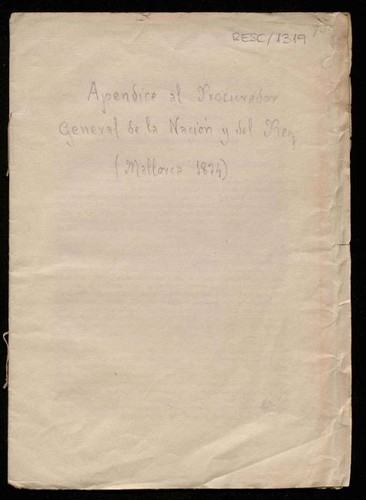 RESC/1319
Apendice al Procurador
General de la Nación y del Rey
(Mallorca 1814)